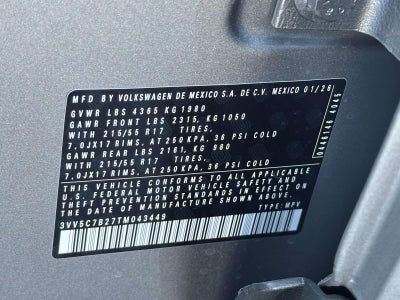 MFD BY VOLKSWAGEN DE MEXICO S.A. DE C.V. MEXICO 01/26
GVWR LBS 4365 KG1980
GAWR FRONT LBS 2315, KG1050
WITH 215/55 R17 TIRES,
7.0JX17 RIMS, AT 250 KPA, 36 PSI COLD
GAWR REAR LBS 2161, KG 980
WITH 215/55 R17 TIRES,
7.0JX17 RIMS, AT 250 KPA, 36 PSI COLD
THIS VEHICLE CONFORMS TO ALL APPLICABLE
U.S. FEDERAL MOTOR VEHICLE SAFETY AND
THEFT PREVENTION STANDARDS IN EFFECT ON
THE DATE OF MANUFACTURE SHOWN ABOVE.
3VV5C7B27TM043449
TYPE: MPV